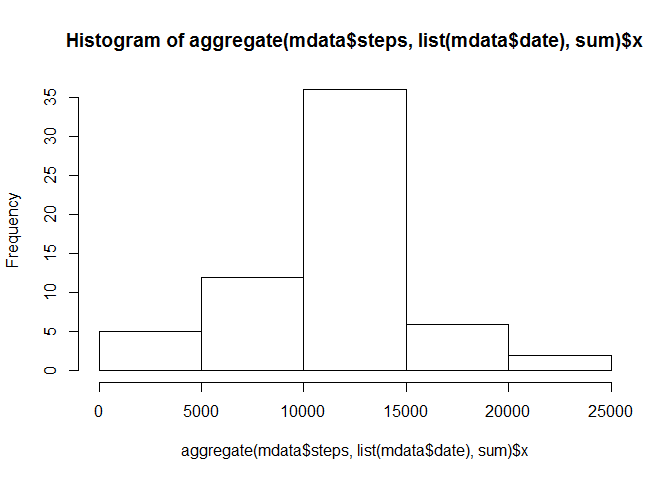 Histogram of aggregate(mdata$steps, list(mdata$date), sum)$x
Frequency
35
30
25
20
15
10
5
0
0 5000 10000 15000 20000 25000
aggregate(mdata$steps, list(mdata$date), sum)$x